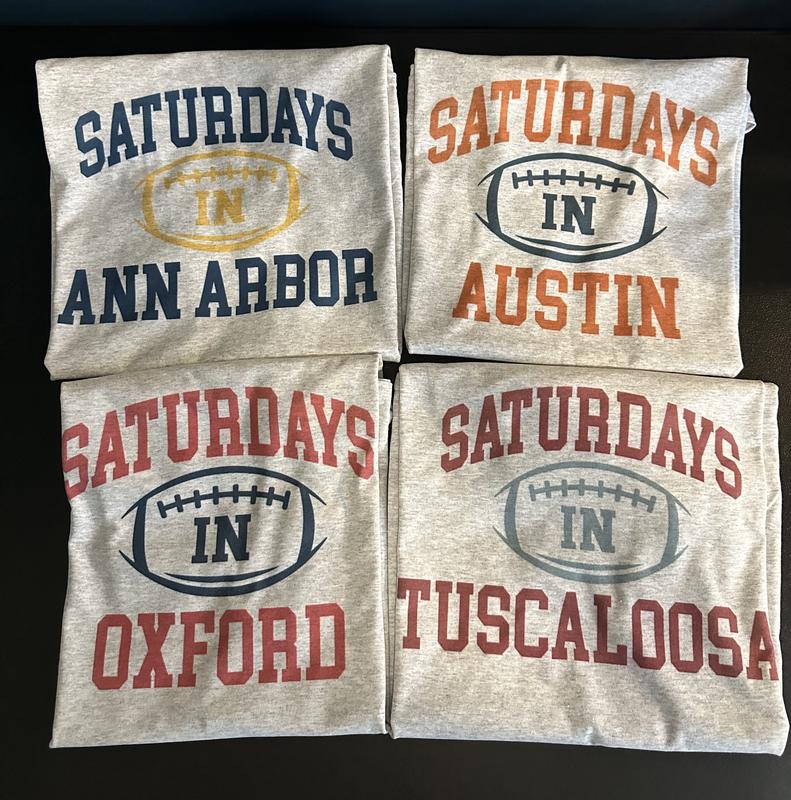 SATURDAYS
IN
ANN ARBOR
SATURDAYS
IN
AUSTIN
SATURDAYS
IN
OXFORD
SATURDAYS
IN
TUSCALOOSA